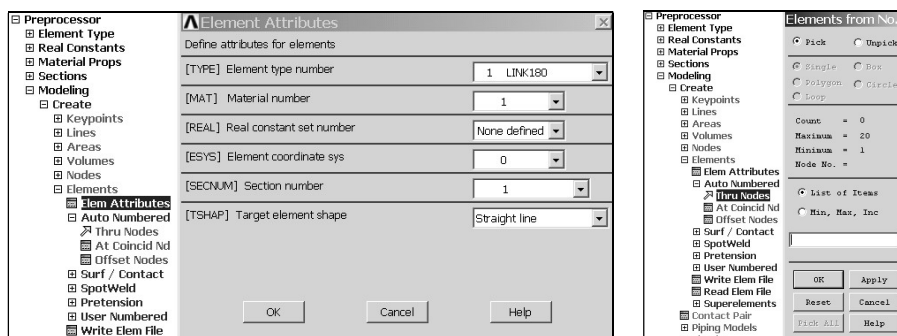 Preprocessor
Element Type
Real Constants
Material Props
Sections
Modeling
Create
Keypoints
Lines
Areas
Volumes
Nodes
Elements
Elem Attributes
Auto Numbered
Thru Nodes
At Coincid Nd
Offset Nodes
Surf / Contact
SpotWeld
Pretension
User Numbered
Write Elem File
Element Attributes
Define attributes for elements
[TYPE] Element type number 1 LINK180
[MAT] Material number 1
[REAL] Real constant set number None defined
[ESYS] Element coordinate sys 0
[SECNUM] Section number 1
[TSHAP] Target element shape Straight line
OK Cancel Help
Preprocessor
Element Type
Real Constants
Material Props
Sections
Modeling
Create
Keypoints
Lines
Areas
Volumes
Nodes
Elements
Elem Attributes
Auto Numbered
Thru Nodes
At Coincid Nd
Offset Nodes
Surf / Contact
SpotWeld
Pretension
User Numbered
Write Elem File
Read Elem File
Superelements
Contact Pair
Piping Models
Elements from No.
Pick Unpick
Single Box
Polygon Circle
Loop
Count = 0
Maximum = 20
Minimum = 1
Node No. =
List of Items
Min, Max, Inc
OK Apply
Reset Cancel
Pick All Help